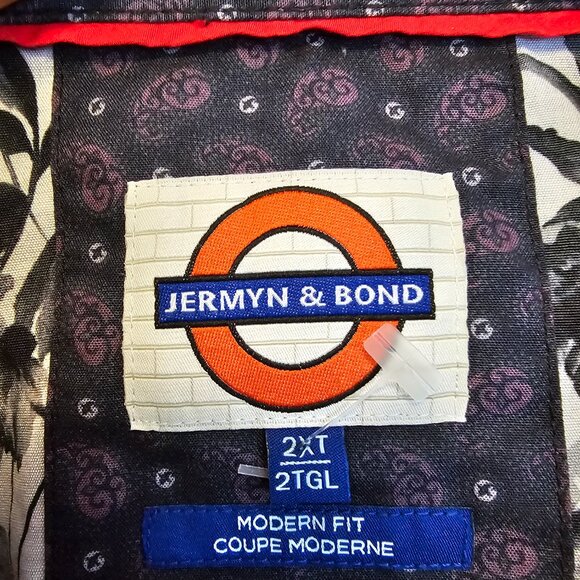 JERMYN & BOND
2XT
2TGL
MODERN FIT
COUPE MODERNE